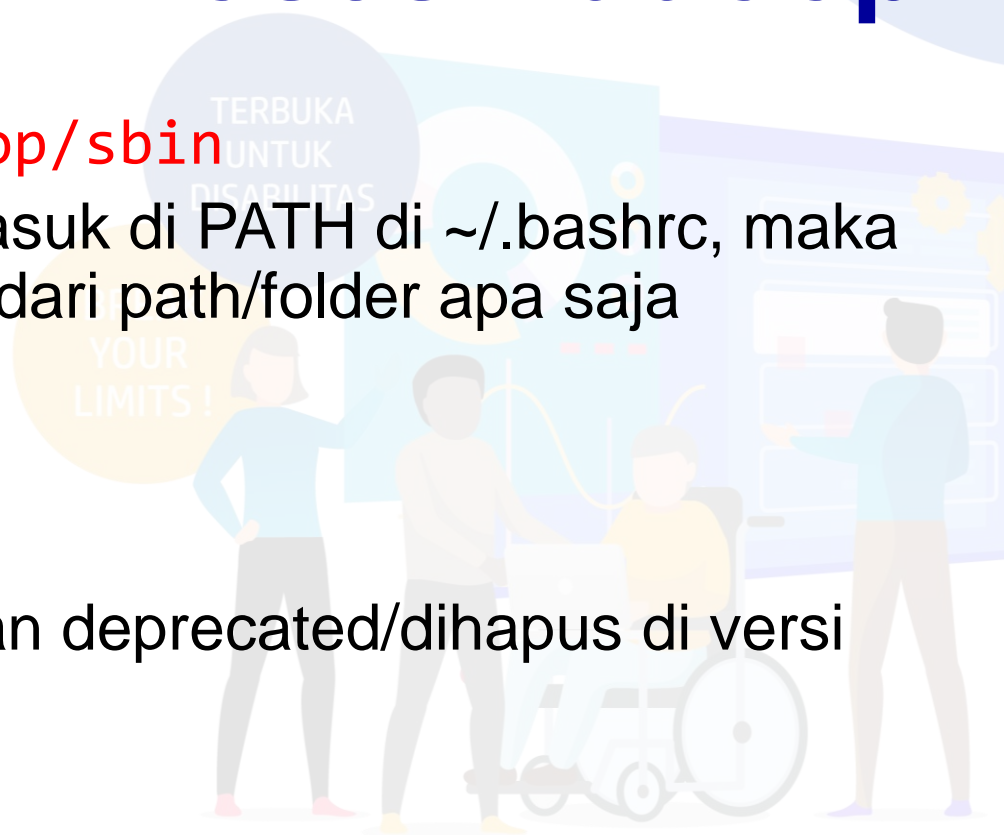 op/sbin
asuk di PATH di ~/.bashrc, maka
dari path/folder apa saja
an deprecated/dihapus di versi
TERBUKA
UNTUK
DISABILITAS
YOUR
LIMITS !